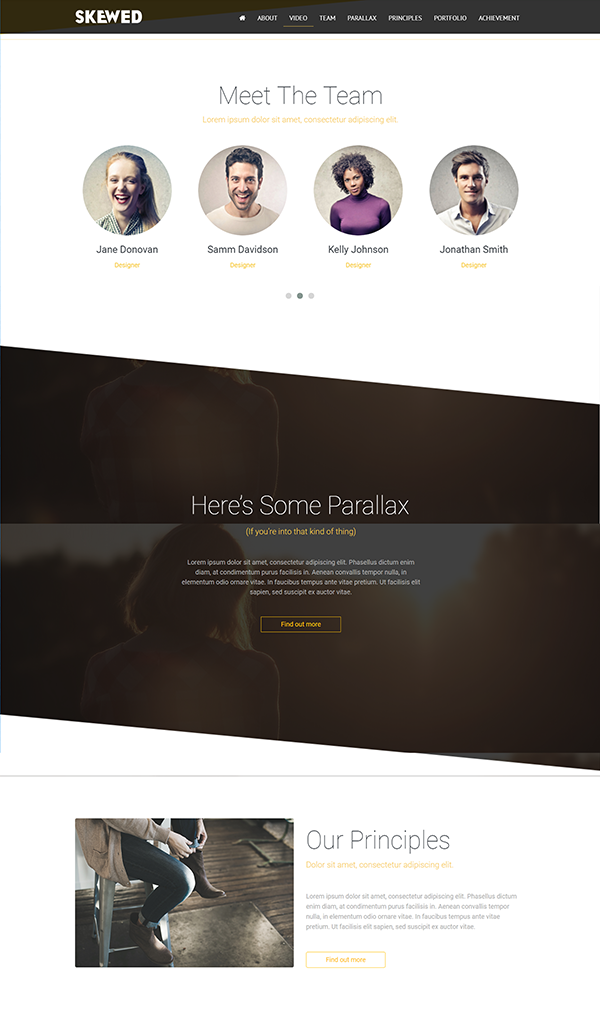 SKEWED
ABOUT VIDEO TEAM PARALLAX PRINCIPLES PORTFOLIO ACHIEVEMENT
Meet The Team
Lorem ipsum dolor sit amet, consectetur adipiscing elit.
Jane Donovan
Designer
Samm Davidson
Designer
Kelly Johnson
Designer
Jonathan Smith
Designer
Here's Some Parallax
(If you're into that kind of thing)
Lorem ipsum dolor sit amet, consectetur adipiscing elit. Phasellus dictum enim
diam, at condimentum purus facilisis in. Aenean convallis tempor nulla, in
elementum odio ornare vitae. In faucibus tempus ante vitae pretium. Ut facilisis elit
sapien, sed suscipit ex auctor vitae.
Find out more
Our Principles
Dolor sit amet, consectetur adipiscing elit.
Lorem ipsum dolor sit amet, consectetur adipiscing elit. Phasellus dictum
enim diam, at condimentum purus facilisis in. Aenean convallis tempor
nulla, in elementum odio ornare vitae. In faucibus tempus ante vitae
pretium. Ut facilisis elit sapien, sed suscipit ex auctor vitae.
Find out more